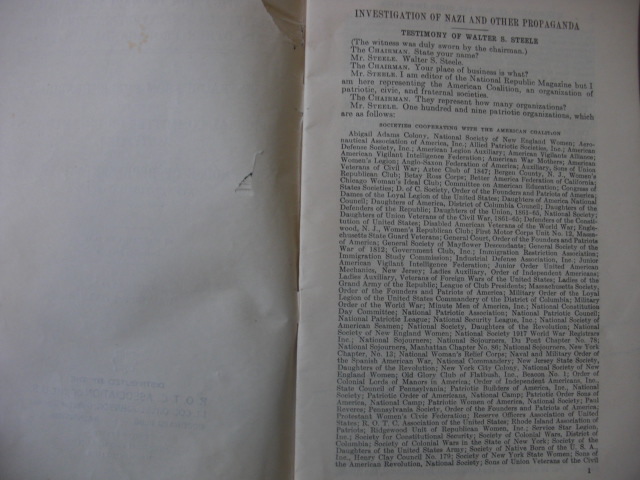 INVESTIGATION OF NAZI AND OTHER PROPAGANDA
TESTIMONY OF WALTER S. STEELE
(The witness was duly sworn by the chairman.)
The CHAIRMAN. State your name?
Mr. STEELE. Walter S. Steele.
The CHAIRMAN. Your place of business is what?
Mr. STEELE. I am editor of the National Republic Magazine but I
am here representing the American Coalition, an organization of
patriotic, civic, and fraternal societies.
The CHAIRMAN. They represent how many organizations?
Mr. STEELE. One hundred and nine patriotic organizations, which
are as follows:
SOCIETIES COOPERATING WITH THE AMERICAN COALITION
Abigail Adams Colony, National Society of New England Women; Aero-
nautical Association of America, Inc.; Allied Patriotic Societies, Inc.; American
Defense Society, Inc.; American Legion Auxiliary; American Vigilants Alliance;
American Vigilant Intelligence Federation; American War Mothers; American
Women's Legion; Anglo-Saxon Federation of America; Auxiliary, Sons of Union
Veterans of Civil War; Aztec Club of 1847; Bergen County, N. J., Women's
Republican Club; Betsy Ross Corps; Better America Federation of California;
Chicago Woman's Ideal Club; Committee on American Education; Congress of
States Societies; D. of C. Society, Order of the Founders and Patriots of America;
Dames of the Loyal Legion of the United States; Daughters of America National
Council; Daughters of America, District of Columbia Council; Daughters of the
Defenders of the Republic; Daughters of the Union, 1861-65, National Society;
Daughters of Union Veterans of the Civil War, 1861-65; Defenders of the Consti-
tution of United States; Disabled American Veterans of the World War; Engle-
wood, N. J., Women's Republican Club; First Motor Corps Unit No. 12, Massa-
chusetts State Guard Veterans; General Court, Order of the Founders and Patriots
of America; General Society of Mayflower Descendants; General Society of the
War of 1812; Government Club, Inc.; Immigration Restriction Association;
Immigration Study Commission; Industrial Defense Association, Inc.; Junior
American Vigilant Intelligence Federation; Junior Order United American
Mechanics, New Jersey; Ladies Auxiliary, Order of Independent Americans;
Ladies Auxiliary, Veterans of Foreign Wars of the United States; Ladies of the
Grand Army of the Republic; League of Club Presidents; Massachusetts Society,
Order of the Founders and Patriots of America; Military Order of the Loyal
Legion of the United States Commandery of the District of Columbia; Military
Order of the World War; Minute Men of America, Inc.; National Constitution
Day Committee; National Patriotic Association; National Patriotic Council;
National Patriotic League; National Security League, Inc.; National Society of
American Seamen; National Society, Daughters of the Revolution; National
Society of New England Women; National Society 1917 World War Registrars
Inc.; National Sojourners; National Sojourners, Du Pont Chapter No. 78;
National Sojourners, Manhattan Chapter No. 86; National Sojourners, New York
Chapter, No. 13; National Woman's Relief Corps; Naval and Military Order of
the Spanish American War, National Commandery; New Jersey State Society,
Daughters of the Revolution; New York City Colony, National Society of New
England Women; Old Glory Club of Flatbush, Inc., Beacon No. 1; Order of
Colonial Lords of Manors in America; Order of Independent Americans, Inc.,
State Council of Pennsylvania; Patriotic Builders of America, Inc., National
Society; Patriotic Order of Americans, National Camp; Patriotic Order Sons of
America, National Camp; Patriotic Women of America, National Society; Paul
Reveres; Pennsylvania Society, Order of the Founders and Patriots of America;
Protestant Women's Civic Federation; Reserve Officers Association of United
States; R. O. T. C. Association of the United States; Rhode Island Association of
Patriots; Ridgewood Unit of Republican Women, Inc.; Service Star Legion,
Inc.; Society for Constitutional Security; Society of Colonial Wars, District of
Columbia; Society of Colonial Wars in the State of New York; Society of the
Daughters of the United States Army; Society of New York State Women of
Inc., Henry Clay Council No. 179; Society of New York State Women; Sons of
the American Revolution, National Society; Sons of Union Veterans of the Civil
1